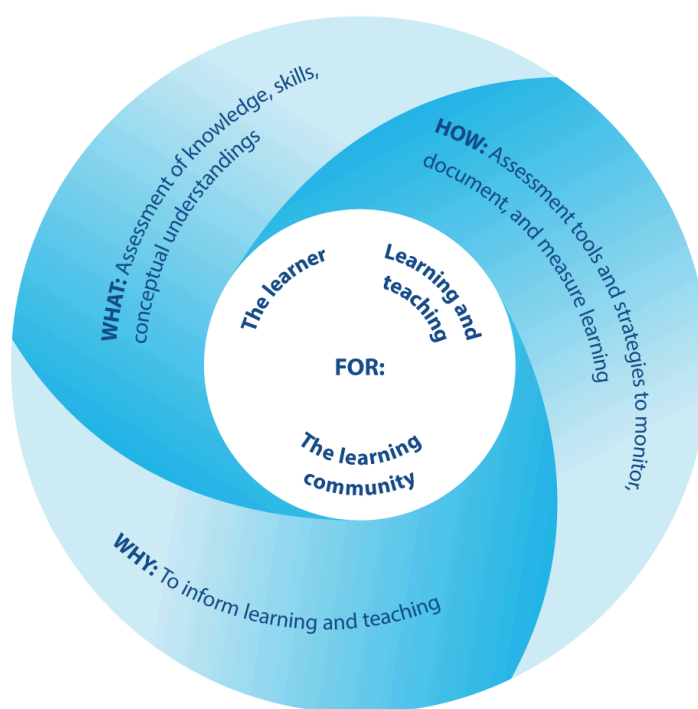 WHAT: Assessment of knowledge, skills,
conceptual understandings
HOW: Assessment tools and strategies to monitor,
document, and measure learning
The learner
Learning and
teaching
FOR:
The learning
community
WHY: To inform learning and teaching